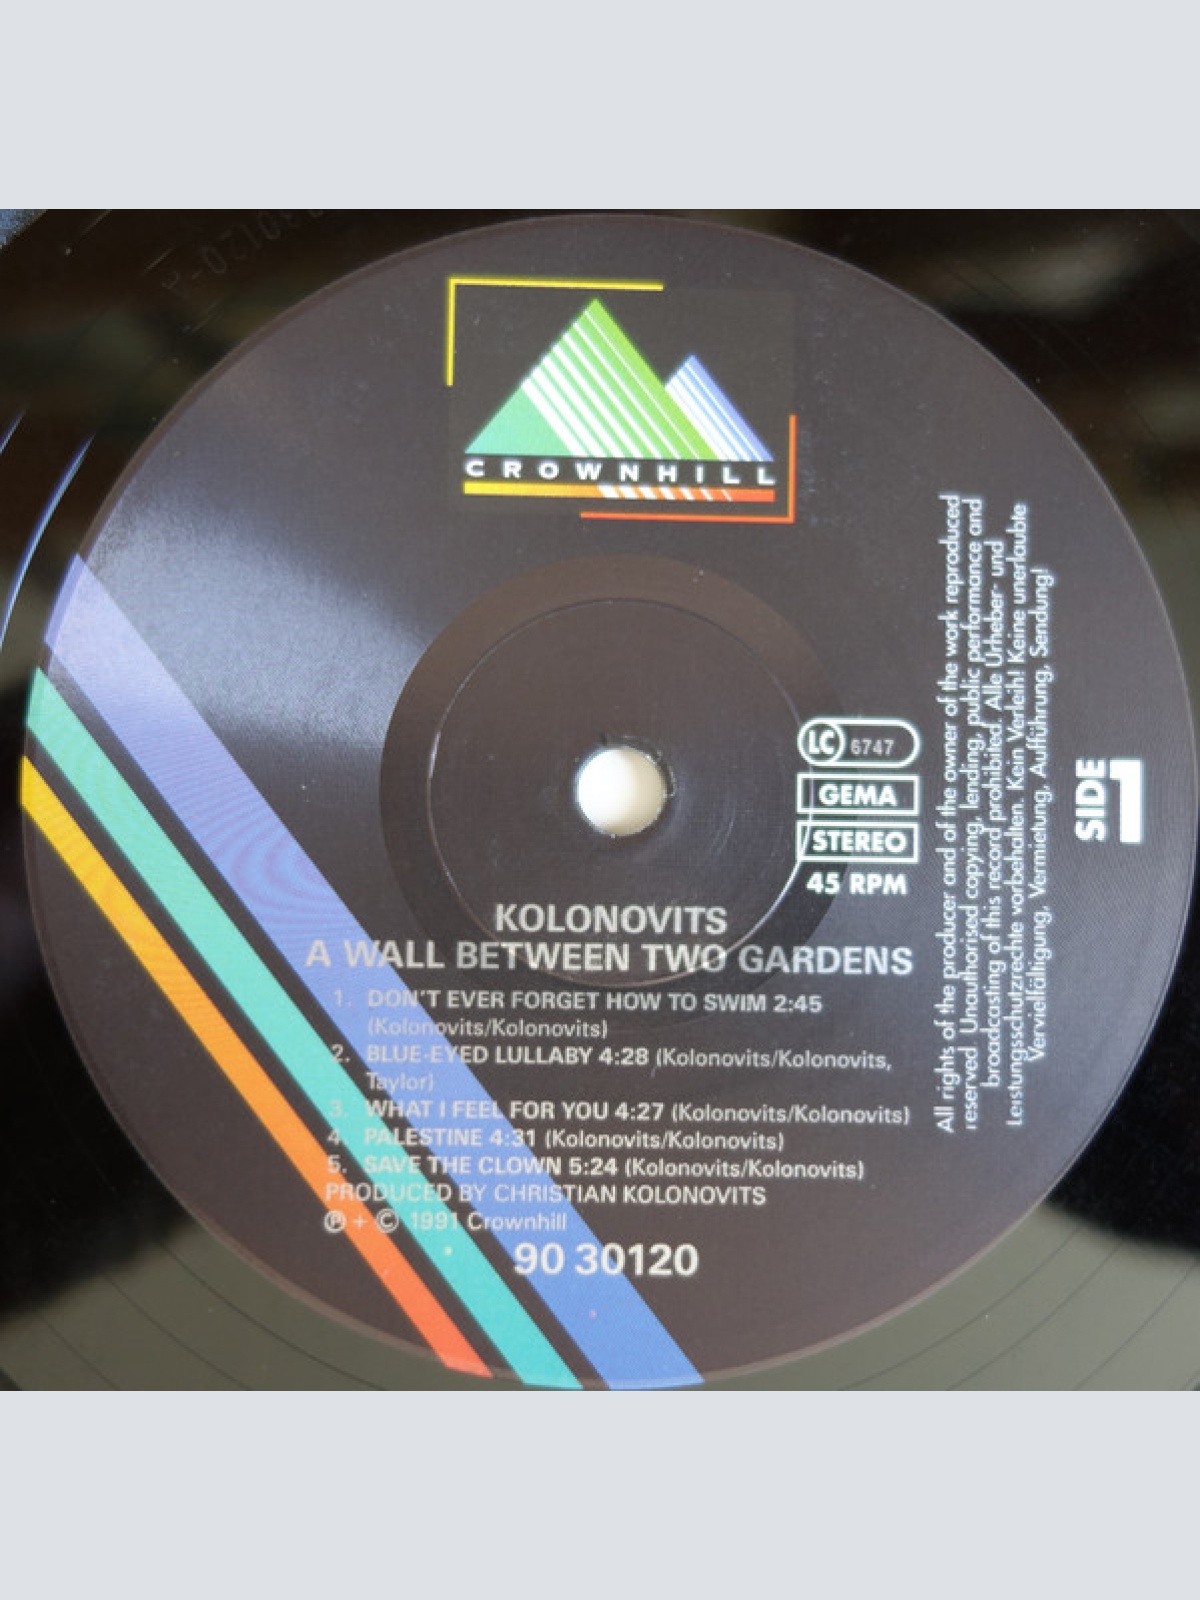 CROWNHILL
LC 6747
GEMA
STEREO
45 RPM
KOLONOVITS
A WALL BETWEEN TWO GARDENS
1. DON'T EVER FORGET HOW TO SWIM 2:45
(Kolonovits/Kolonovits)
2. BLUE-EYED LULLABY 4:28 (Kolonovits/Kolonovits,
Taylor)
3. WHAT I FEEL FOR YOU 4:27 (Kolonovits/Kolonovits)
4. PALESTINE 4:31 (Kolonovits/Kolonovits)
5. SAVE THE CLOWN 5:24 (Kolonovits/Kolonovits)
PRODUCED BY CHRISTIAN KOLONOVITS
℗ + © 1991 Crownhill
90 30120
All rights of the producer and of the owner of the work reproduced
reserved. Unauthorised copying, lending, public performance and
broadcasting of this record prohibited. Alle Urheber- und
Leistungsschutzrechte vorbehalten. Kein Verleih! Keine unerlaubte
Vervielfältigung, Vermietung, Aufführung, Sendung!
SIDE 1